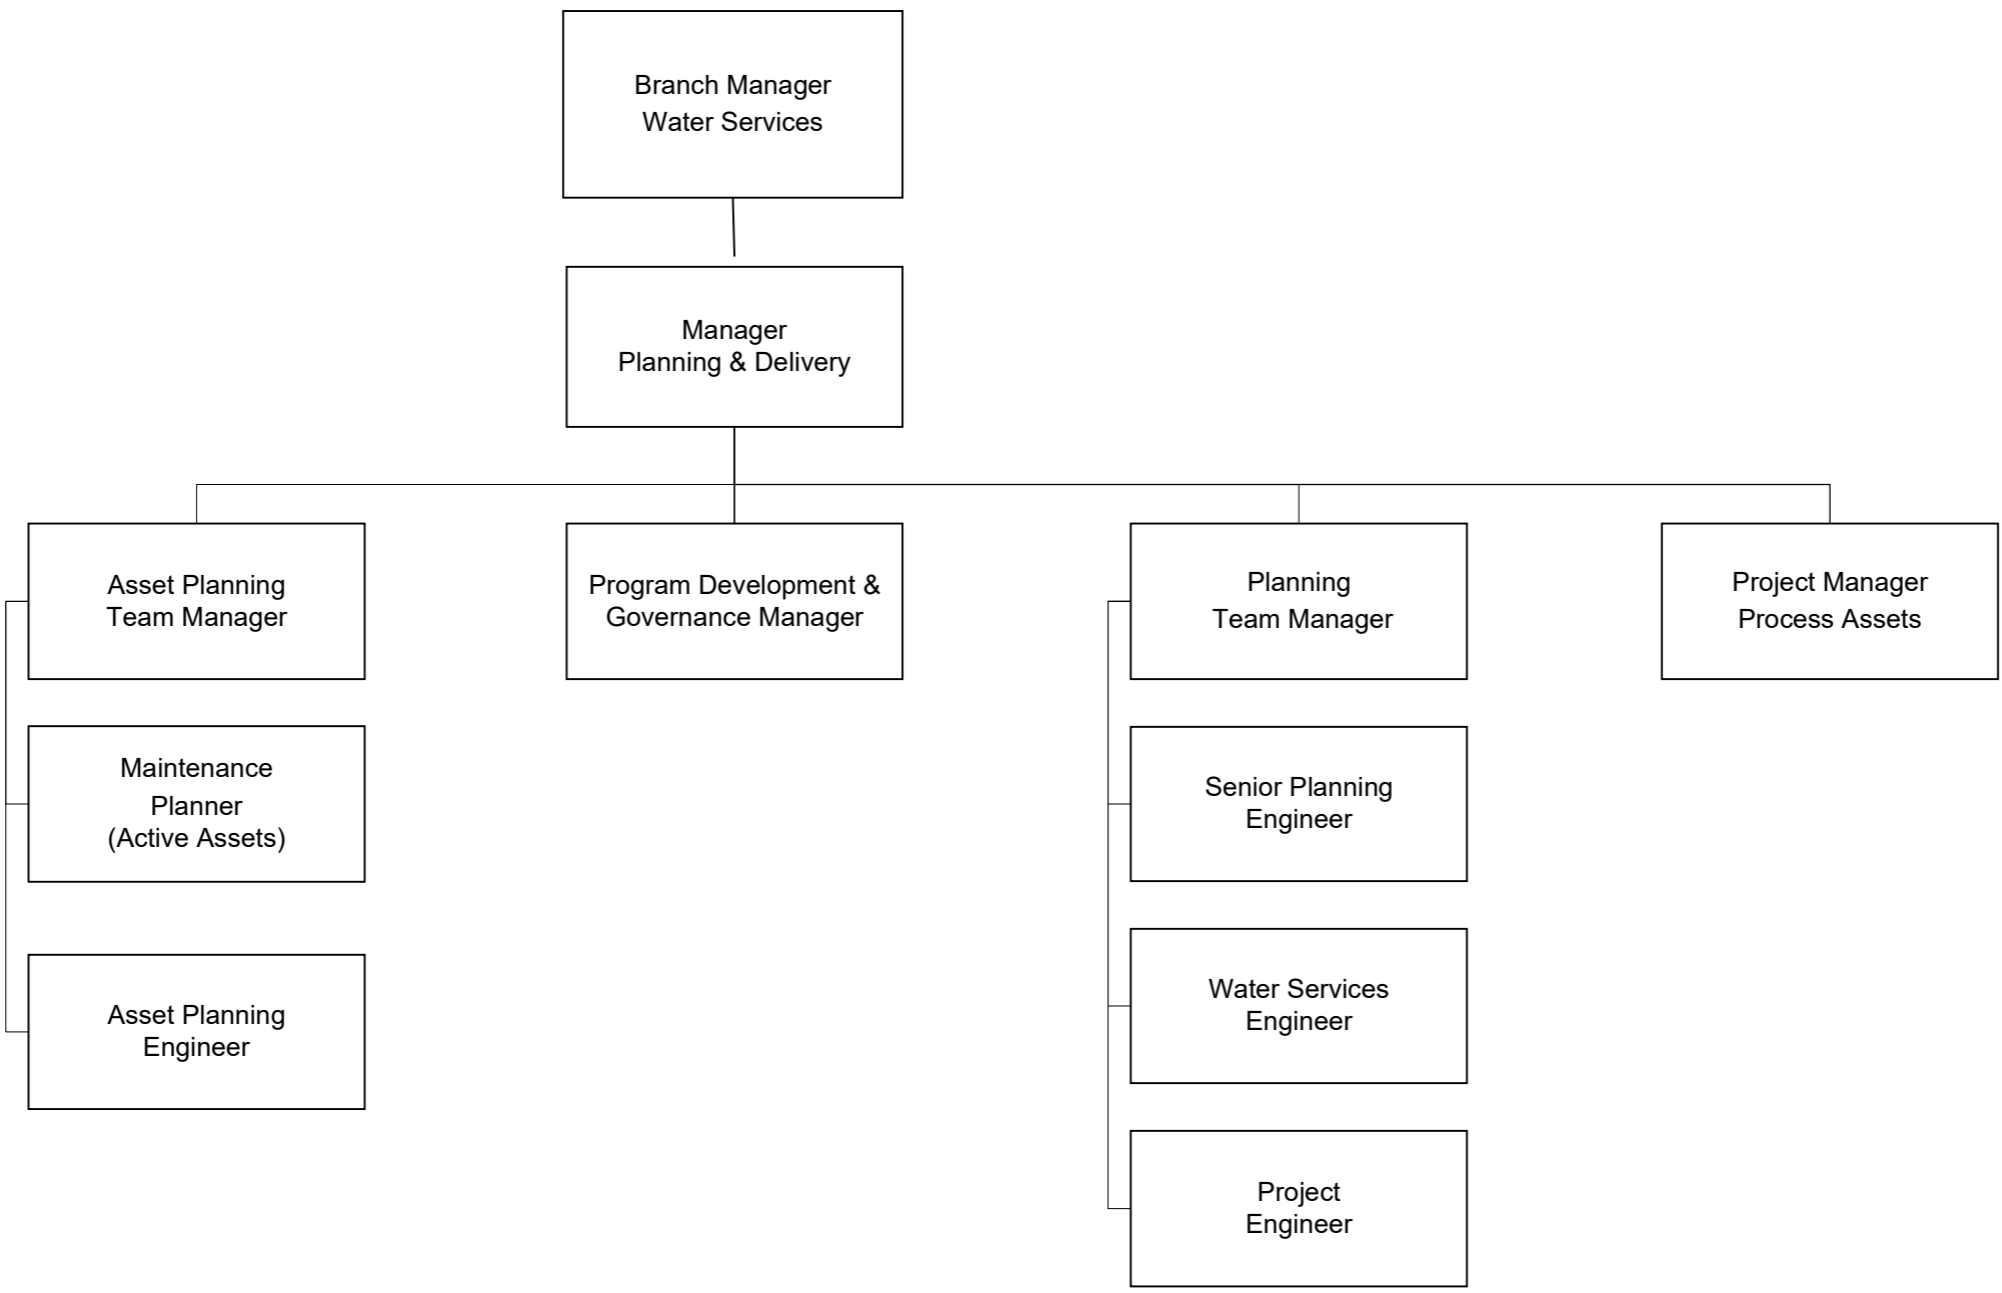 Branch Manager
Water Services
Manager
Planning & Delivery
Asset Planning
Team Manager
Program Development &
Governance Manager
Planning
Team Manager
Project Manager
Process Assets
Maintenance
Planner
(Active Assets)
Senior Planning
Engineer
Asset Planning
Engineer
Water Services
Engineer
Project
Engineer